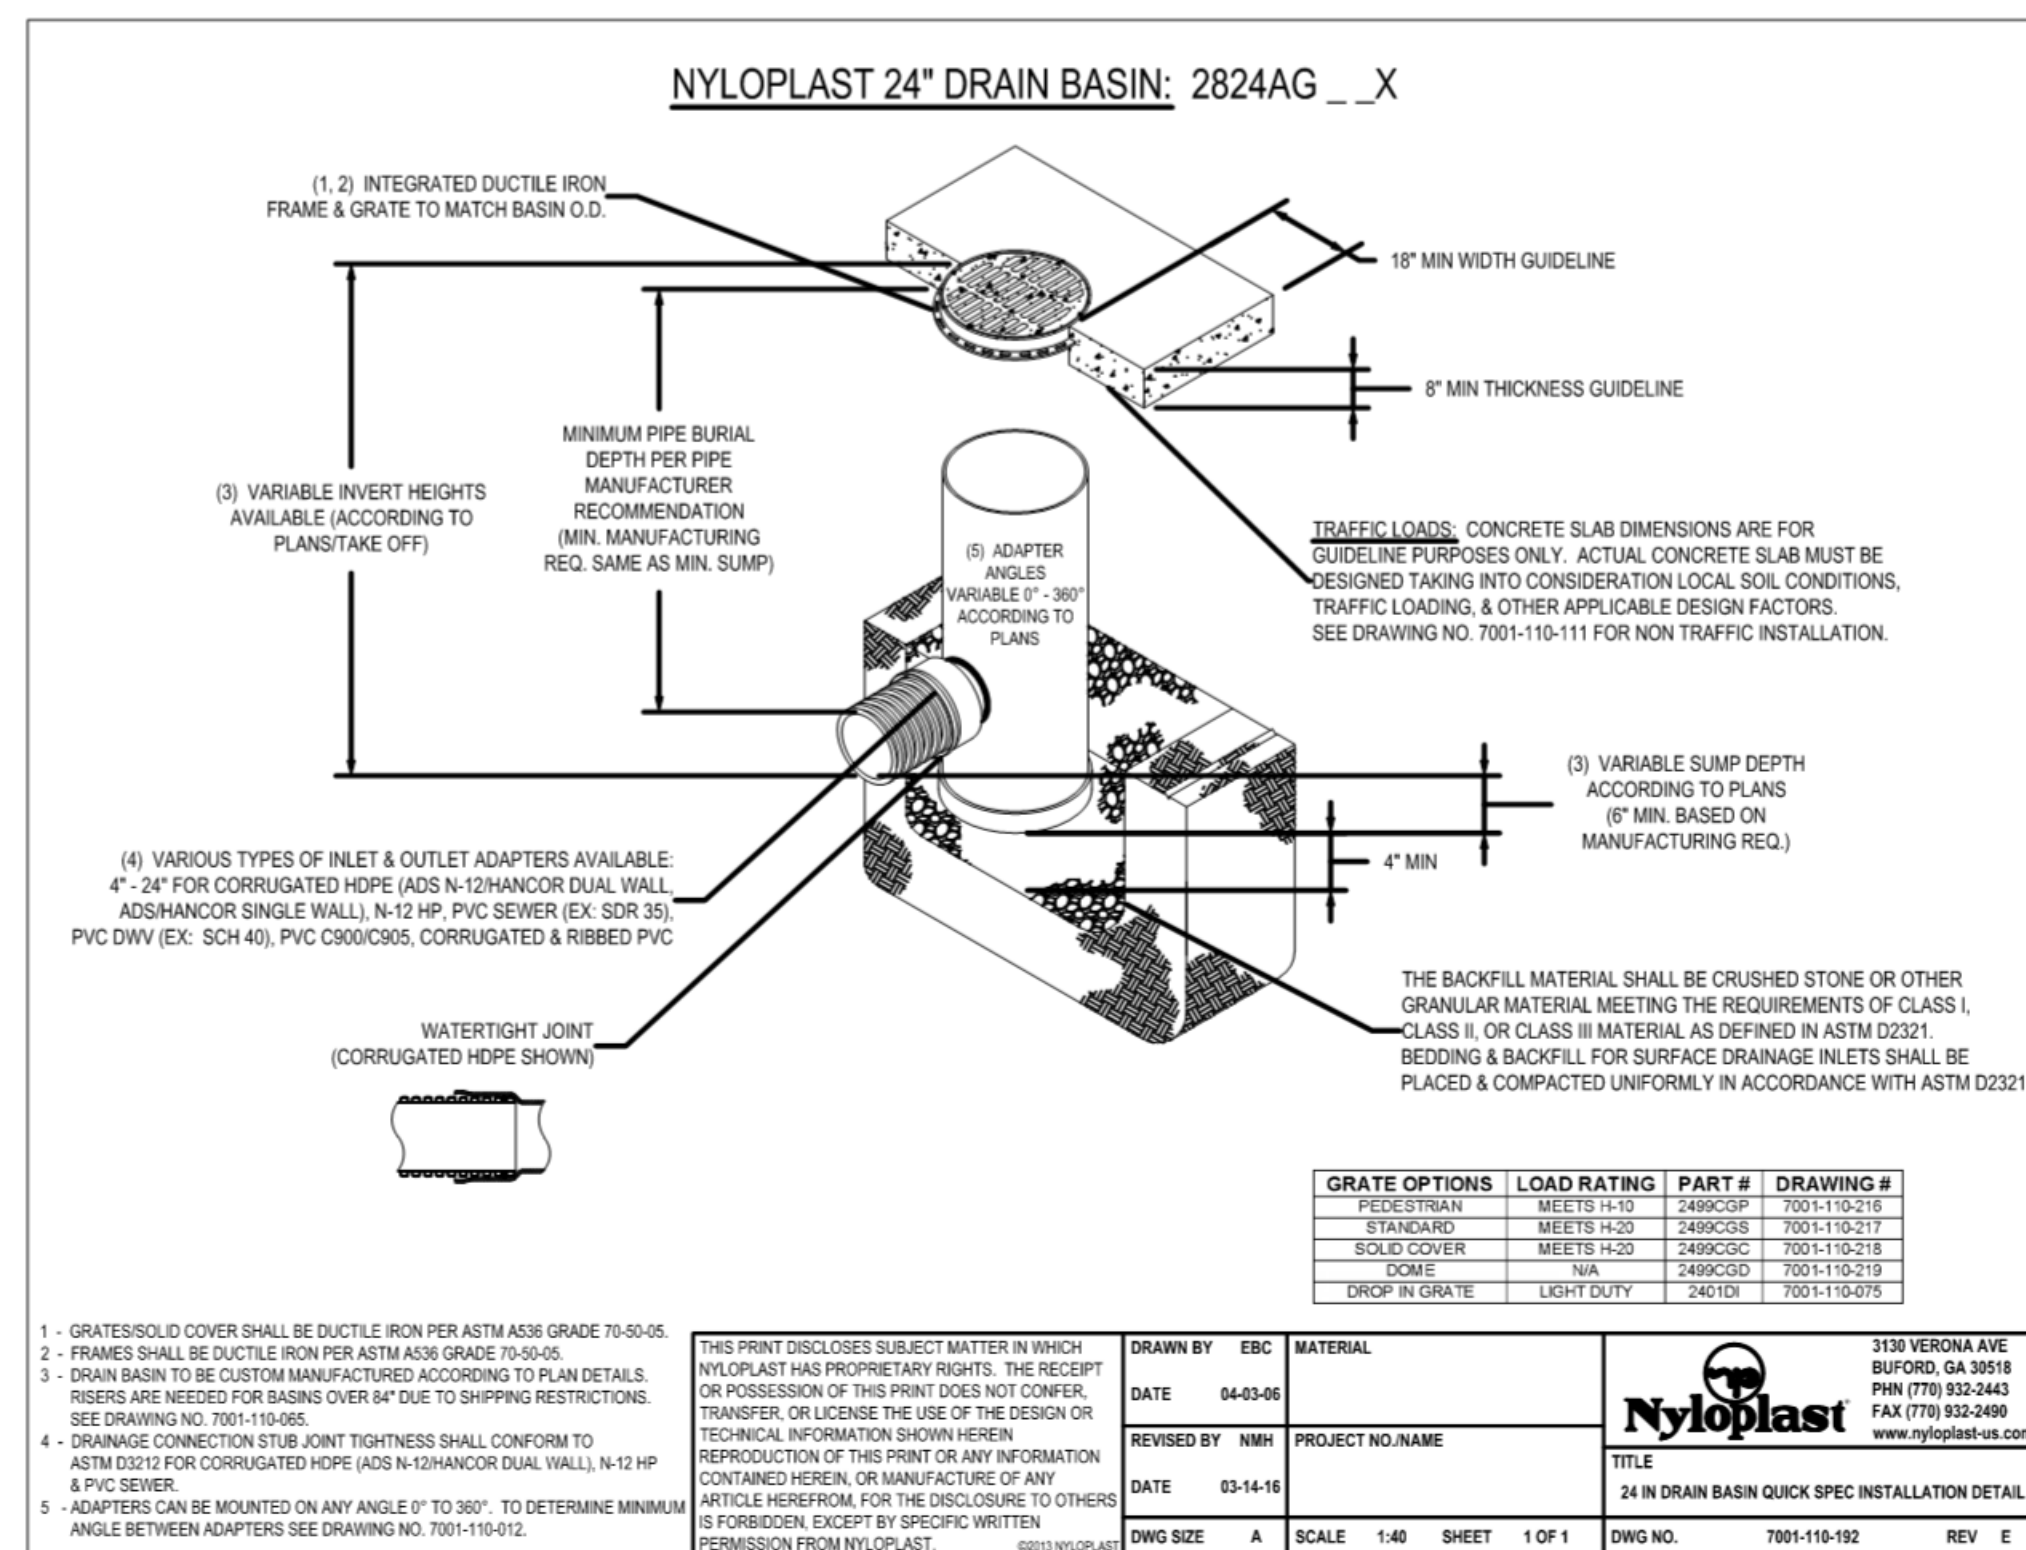 NYLOPLAST 24" DRAIN BASIN: 2824AG _ _X
(1, 2) INTEGRATED DUCTILE IRON
FRAME & GRATE TO MATCH BASIN O.D.
18" MIN WIDTH GUIDELINE
8" MIN THICKNESS GUIDELINE
MINIMUM PIPE BURIAL
DEPTH PER PIPE
MANUFACTURER
RECOMMENDATION
(MIN. MANUFACTURING
REQ. SAME AS MIN. SUMP)
(3) VARIABLE INVERT HEIGHTS
AVAILABLE (ACCORDING TO
PLANS/TAKE OFF)
(5) ADAPTER
ANGLES
VARIABLE 0° - 360°
ACCORDING TO
PLANS
TRAFFIC LOADS: CONCRETE SLAB DIMENSIONS ARE FOR
GUIDELINE PURPOSES ONLY. ACTUAL CONCRETE SLAB MUST BE
DESIGNED TAKING INTO CONSIDERATION LOCAL SOIL CONDITIONS,
TRAFFIC LOADING, & OTHER APPLICABLE DESIGN FACTORS.
SEE DRAWING NO. 7001-110-111 FOR NON TRAFFIC INSTALLATION.
(3) VARIABLE SUMP DEPTH
ACCORDING TO PLANS
(6" MIN. BASED ON
MANUFACTURING REQ.)
4" MIN
(4) VARIOUS TYPES OF INLET & OUTLET ADAPTERS AVAILABLE:
4" - 24" FOR CORRUGATED HDPE (ADS N-12/HANCOR DUAL WALL,
ADS/HANCOR SINGLE WALL), N-12 HP, PVC SEWER (EX: SDR 35),
PVC DWV (EX: SCH 40), PVC C900/C905, CORRUGATED & RIBBED PVC
WATERTIGHT JOINT
(CORRUGATED HDPE SHOWN)
THE BACKFILL MATERIAL SHALL BE CRUSHED STONE OR OTHER
GRANULAR MATERIAL MEETING THE REQUIREMENTS OF CLASS I,
CLASS II, OR CLASS III MATERIAL AS DEFINED IN ASTM D2321.
BEDDING & BACKFILL FOR SURFACE DRAINAGE INLETS SHALL BE
PLACED & COMPACTED UNIFORMLY IN ACCORDANCE WITH ASTM D2321
GRATE OPTIONS LOAD RATING PART # DRAWING #
PEDESTRIAN MEETS H-10 2499CGP 7001-110-216
STANDARD MEETS H-20 2499CGS 7001-110-217
SOLID COVER MEETS H-20 2499CGC 7001-110-218
DOME N/A 2499CGD 7001-110-219
DROP IN GRATE LIGHT DUTY 2401DI 7001-110-075
1 - GRATES/SOLID COVER SHALL BE DUCTILE IRON PER ASTM A536 GRADE 70-50-05.
2 - FRAMES SHALL BE DUCTILE IRON PER ASTM A536 GRADE 70-50-05.
3 - DRAIN BASIN TO BE CUSTOM MANUFACTURED ACCORDING TO PLAN DETAILS.
RISERS ARE NEEDED FOR BASINS OVER 84" DUE TO SHIPPING RESTRICTIONS.
SEE DRAWING NO. 7001-110-065.
4 - DRAINAGE CONNECTION STUB JOINT TIGHTNESS SHALL CONFORM TO
ASTM D3212 FOR CORRUGATED HDPE (ADS N-12/HANCOR DUAL WALL), N-12 HP
& PVC SEWER.
5 - ADAPTERS CAN BE MOUNTED ON ANY ANGLE 0° TO 360°. TO DETERMINE MINIMUM
ANGLE BETWEEN ADAPTERS SEE DRAWING NO. 7001-110-012.
THIS PRINT DISCLOSES SUBJECT MATTER IN WHICH
NYLOPLAST HAS PROPRIETARY RIGHTS. THE RECEIPT
OR POSSESSION OF THIS PRINT DOES NOT CONFER,
TRANSFER, OR LICENSE THE USE OF THE DESIGN OR
TECHNICAL INFORMATION SHOWN HEREIN
REPRODUCTION OF THIS PRINT OR ANY INFORMATION
CONTAINED HEREIN, OR MANUFACTURE OF ANY
ARTICLE HEREFROM, FOR THE DISCLOSURE TO OTHERS
IS FORBIDDEN, EXCEPT BY SPECIFIC WRITTEN
PERMISSION FROM NYLOPLAST.
©2013 NYLOPLAST
DRAWN BY EBC
DATE 04-03-06
REVISED BY NMH
DATE 03-14-16
DWG SIZE A
MATERIAL
PROJECT NO./NAME
SCALE 1:40 SHEET 1 OF 1
Nyloplast
3130 VERONA AVE
BUFORD, GA 30518
PHN (770) 932-2443
FAX (770) 932-2490
www.nyloplast-us.com
TITLE
24 IN DRAIN BASIN QUICK SPEC INSTALLATION DETAIL
DWG NO. 7001-110-192 REV E